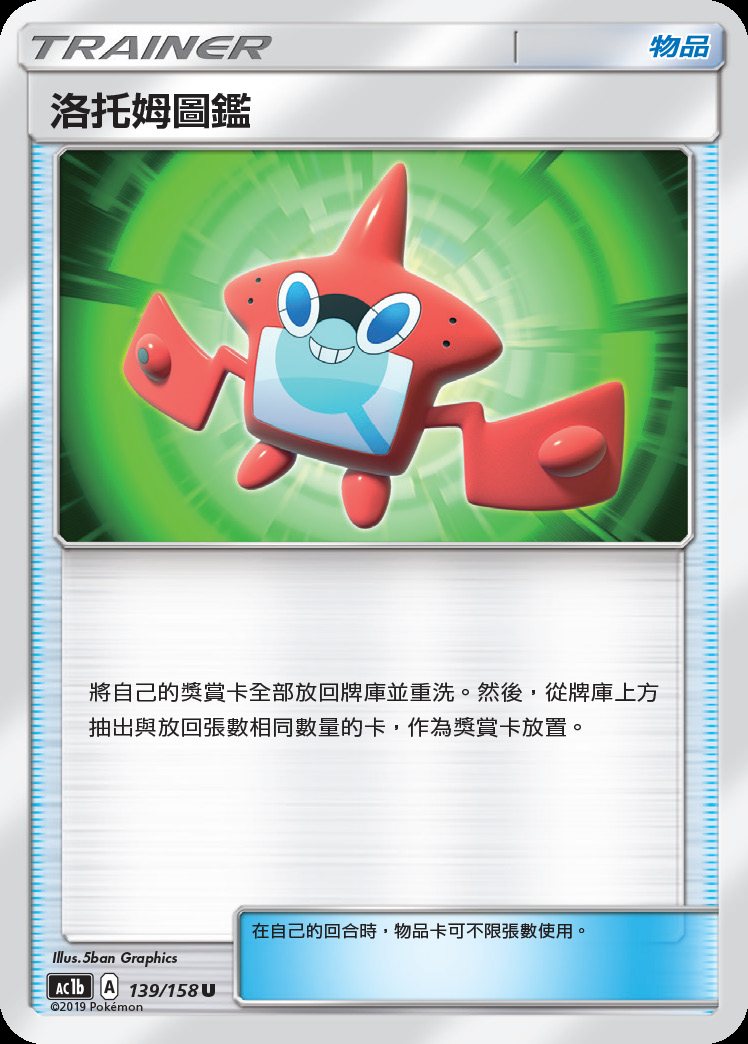 TRAINER
物品
洛托姆圖鑑
將自己的獎賞卡全部放回牌庫並重洗。然後，從牌庫上方
抽出與放回張數相同數量的卡，作為獎賞卡放置。
在自己的回合時，物品卡可不限張數使用。
Illus.5ban Graphics
AC1b A 139/158 U
©2019 Pokémon